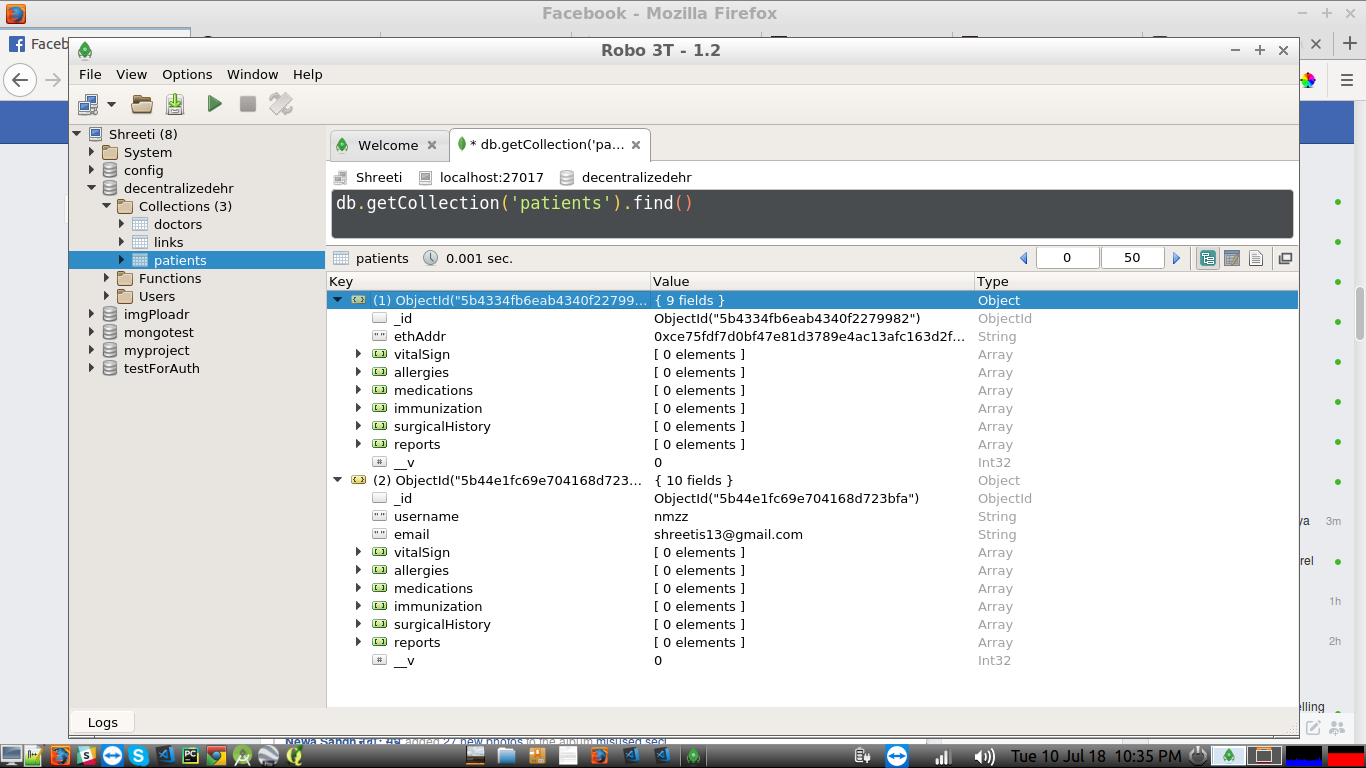 Facebook - Mozilla Firefox
Faceb
Robo 3T - 1.2
File View Options Window Help
Shreeti (8)
System
config
decentralizedehr
Collections (3)
doctors
links
patients
Functions
Users
imgPloadr
mongotest
myproject
testForAuth
Welcome
* db.getCollection('pa...
Shreeti localhost:27017 decentralizedehr
db.getCollection('patients').find()
patients 0.001 sec. 0 50
Key Value Type
(1) ObjectId("5b4334fb6eab4340f22799... { 9 fields } Object
_id ObjectId("5b4334fb6eab4340f2279982") ObjectId
ethAddr 0xce75fdf7d0bf47e81d3789e4ac13afc163d2f... String
vitalSign [ 0 elements ] Array
allergies [ 0 elements ] Array
medications [ 0 elements ] Array
immunization [ 0 elements ] Array
surgicalHistory [ 0 elements ] Array
reports [ 0 elements ] Array
__v 0 Int32
(2) ObjectId("5b44e1fc69e704168d723... { 10 fields } Object
_id ObjectId("5b44e1fc69e704168d723bfa") ObjectId
username nmzz String
email shreetis13@gmail.com String
vitalSign [ 0 elements ] Array
allergies [ 0 elements ] Array
medications [ 0 elements ] Array
immunization [ 0 elements ] Array
surgicalHistory [ 0 elements ] Array
reports [ 0 elements ] Array
__v 0 Int32
ya 3m
rel
1h
2h
elling
Logs
added 27 new photos to the album
Tue 10 Jul 18 10:35 PM